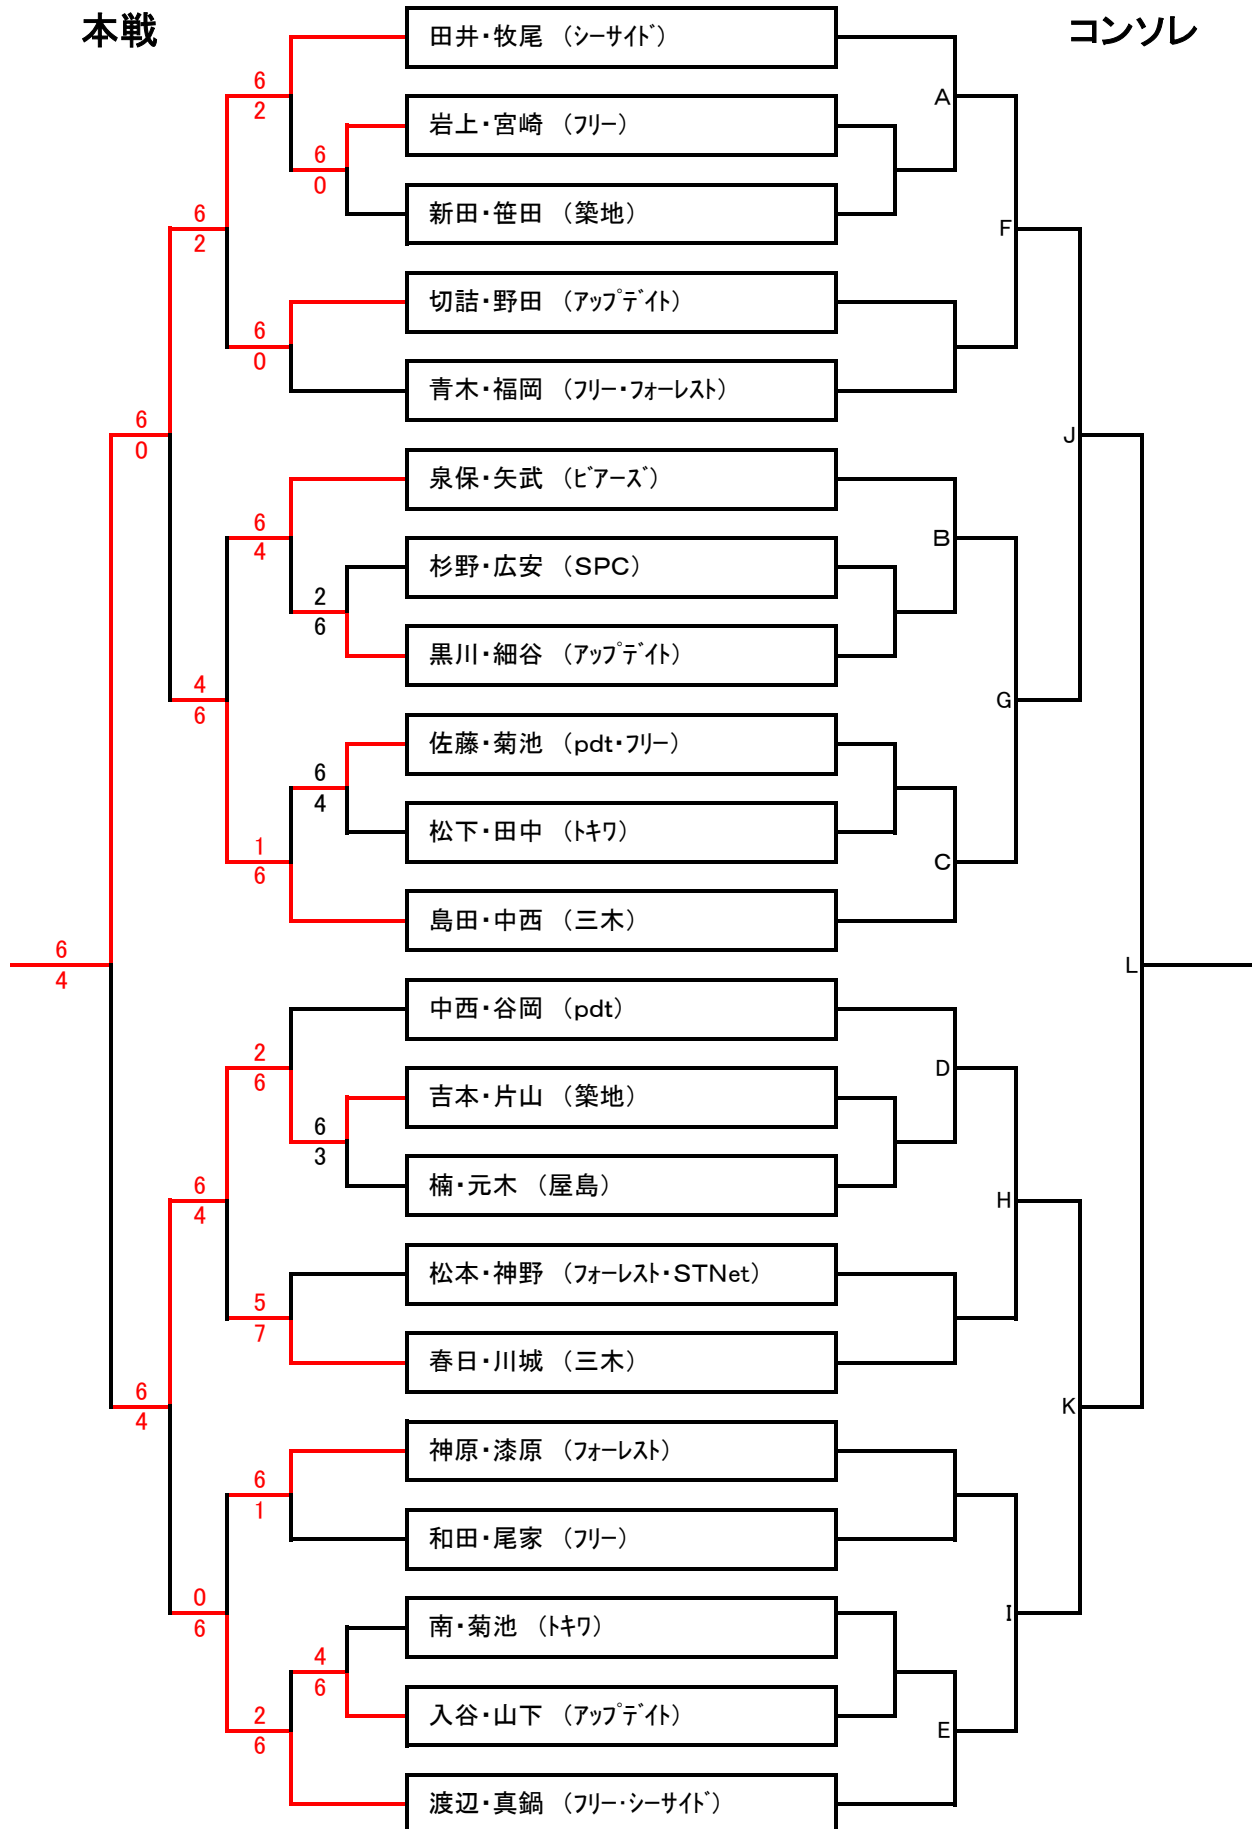 本戦
コンソレ
田井・牧尾 （シーサイド）
6
2
A
岩上・宮崎 （フリー）
6
0
新田・笹田 （築地）
6
2
F
切詰・野田 （アップデイト）
6
0
青木・福岡 （フリー・フォーレスト）
6
0
J
泉保・矢武 （ビアーズ）
6
4
B
杉野・広安 （SPC）
2
6
黒川・細谷 （アップデイト）
4
6
G
佐藤・菊池 （pdt・フリー）
6
4
松下・田中 （トキワ）
1
6
C
島田・中西 （三木）
6
4
L
中西・谷岡 （pdt）
2
6
D
吉本・片山 （築地）
6
3
楠・元木 （屋島）
6
4
H
松本・神野 （フォーレスト・STNet）
5
7
春日・川城 （三木）
6
4
K
神原・漆原 （フォーレスト）
6
1
和田・尾家 （フリー）
0
6
I
南・菊池 （トキワ）
4
6
入谷・山下 （アップデイト）
2
6
E
渡辺・真鍋 （フリー・シーサイド）